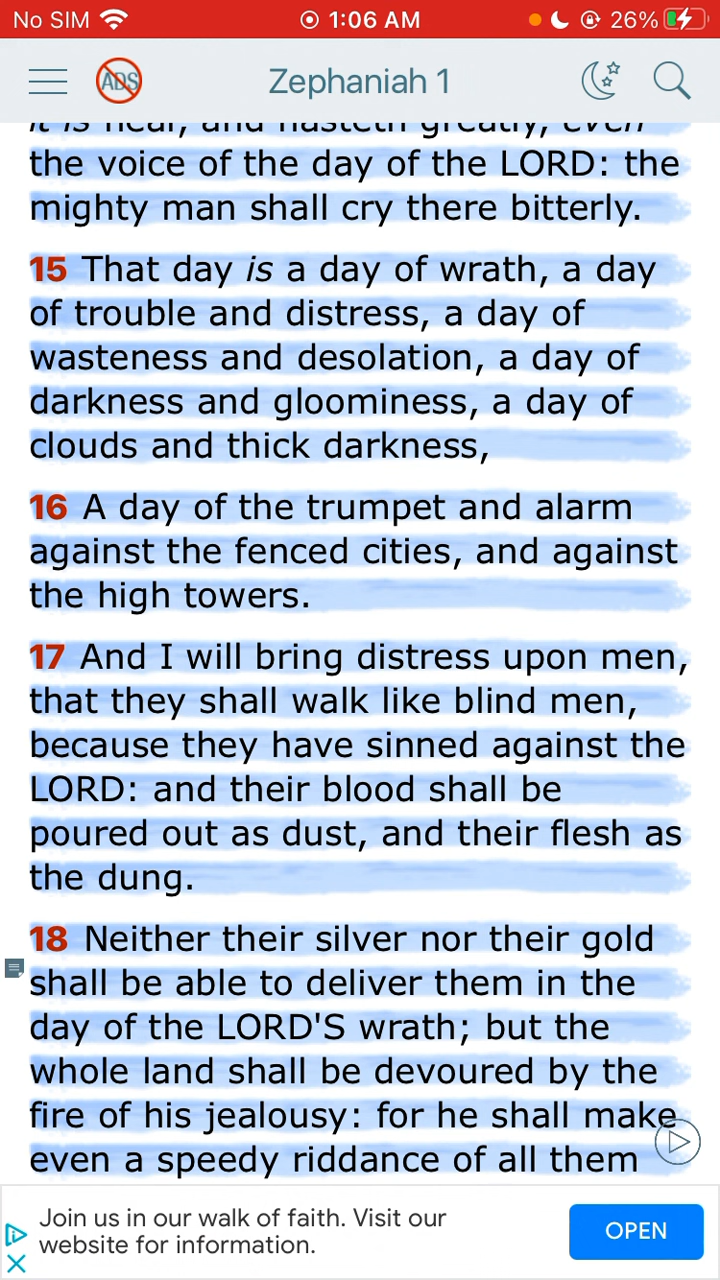 No SIM 1:06 AM 26%
ADS Zephaniah 1
it is near, and hasteth greatly, even
the voice of the day of the LORD: the
mighty man shall cry there bitterly.
15 That day is a day of wrath, a day
of trouble and distress, a day of
wasteness and desolation, a day of
darkness and gloominess, a day of
clouds and thick darkness,
16 A day of the trumpet and alarm
against the fenced cities, and against
the high towers.
17 And I will bring distress upon men,
that they shall walk like blind men,
because they have sinned against the
LORD: and their blood shall be
poured out as dust, and their flesh as
the dung.
18 Neither their silver nor their gold
shall be able to deliver them in the
day of the LORD'S wrath; but the
whole land shall be devoured by the
fire of his jealousy: for he shall make
even a speedy riddance of all them
Join us in our walk of faith. Visit our
website for information.
OPEN